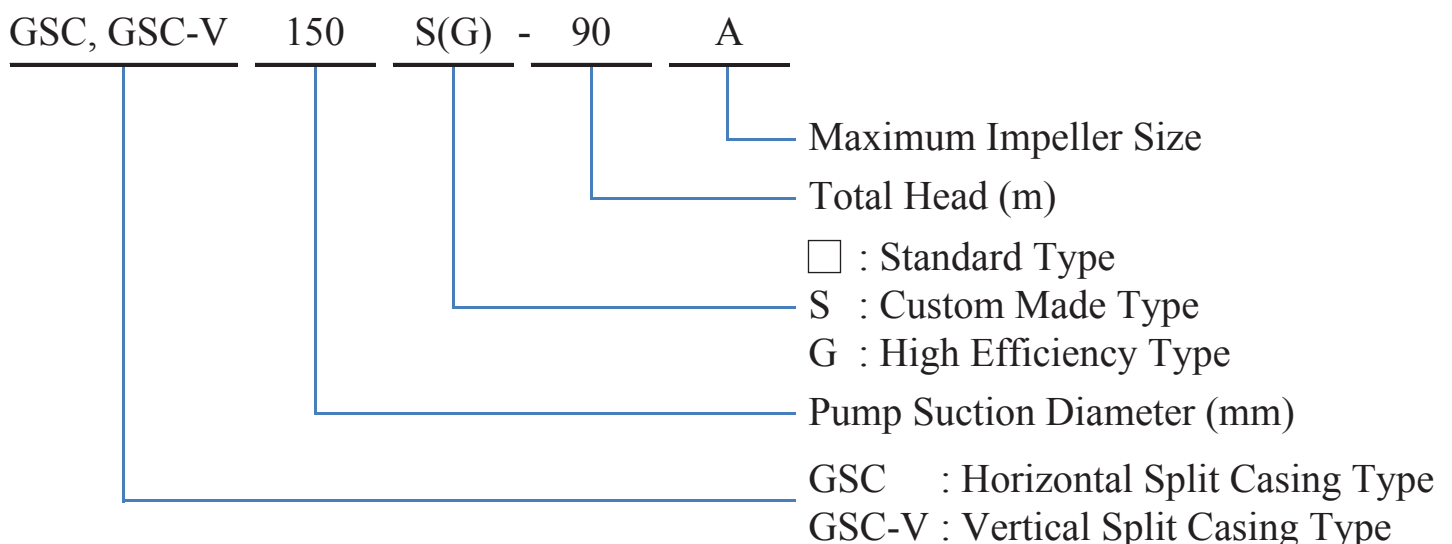 GSC, GSC-V 150 S(G) - 90 A
Maximum Impeller Size
Total Head (m)
□ : Standard Type
S : Custom Made Type
G : High Efficiency Type
Pump Suction Diameter (mm)
GSC : Horizontal Split Casing Type
GSC-V : Vertical Split Casing Type